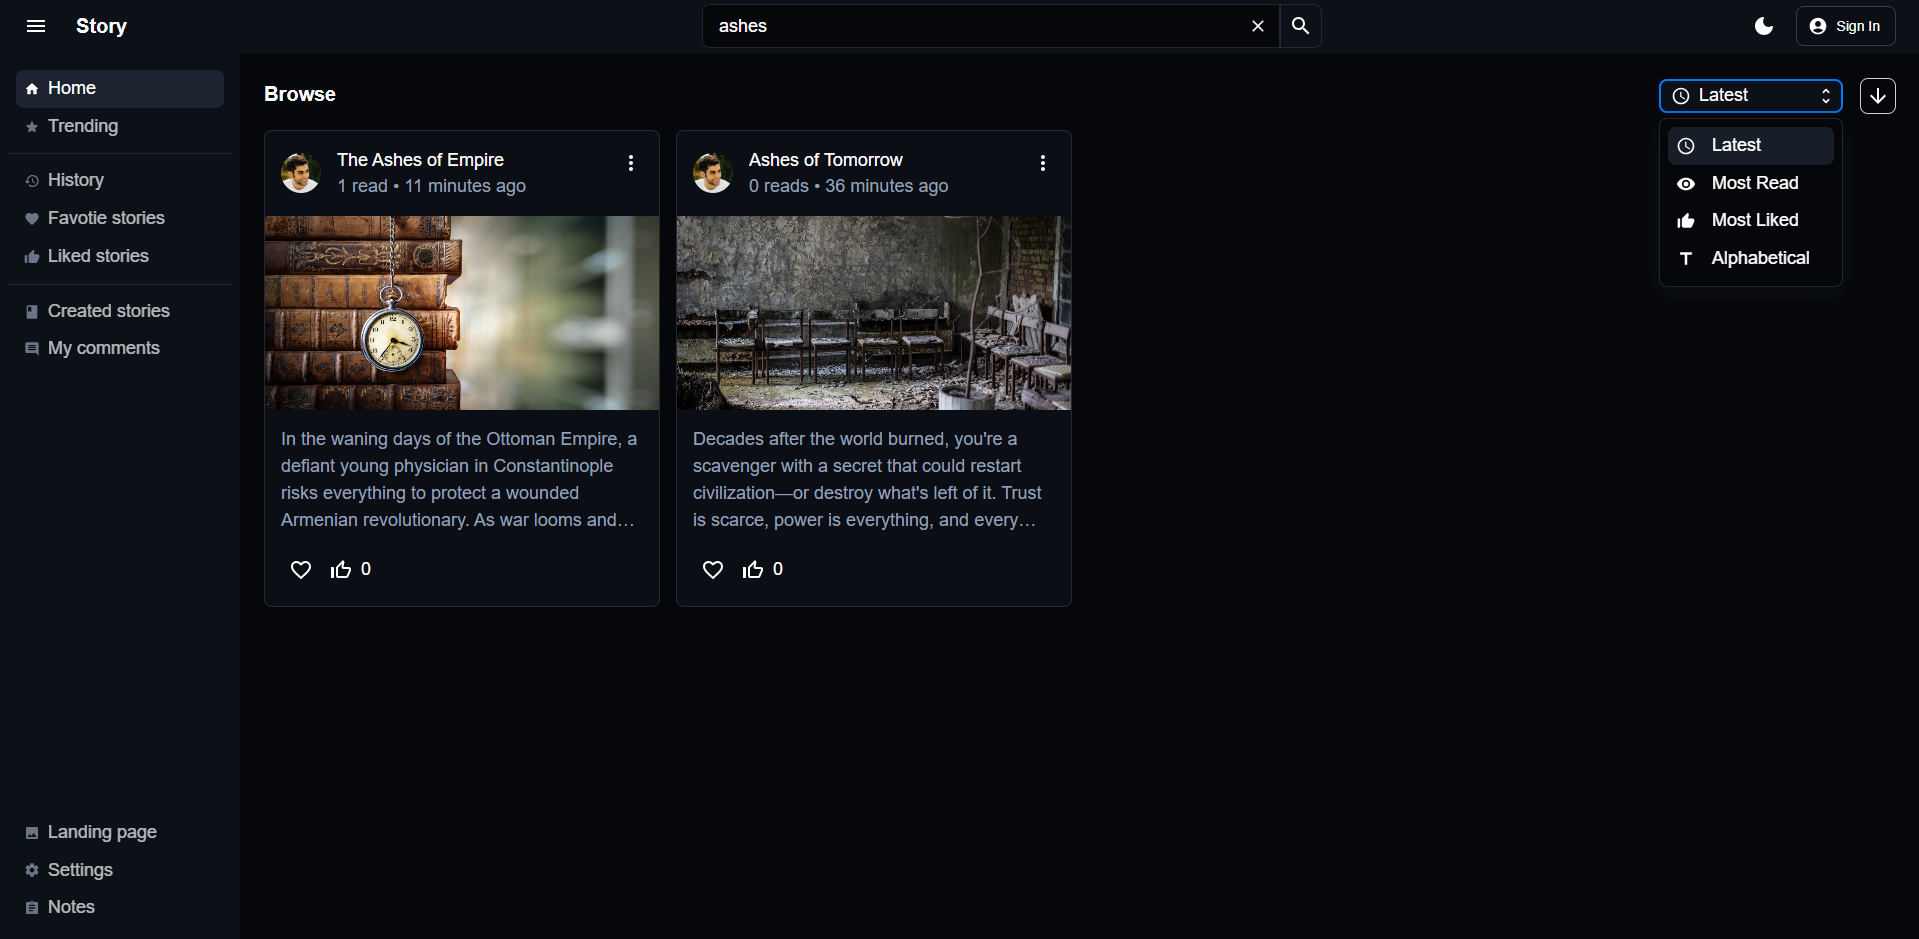 Story
ashes
Sign In
Home
Trending
History
Favotie stories
Liked stories
Created stories
My comments
Landing page
Settings
Notes
Browse
Latest
Latest
Most Read
Most Liked
Alphabetical
The Ashes of Empire
1 read • 11 minutes ago
In the waning days of the Ottoman Empire, a
defiant young physician in Constantinople
risks everything to protect a wounded
Armenian revolutionary. As war looms and…
0
Ashes of Tomorrow
0 reads • 36 minutes ago
Decades after the world burned, you're a
scavenger with a secret that could restart
civilization—or destroy what's left of it. Trust
is scarce, power is everything, and every…
0